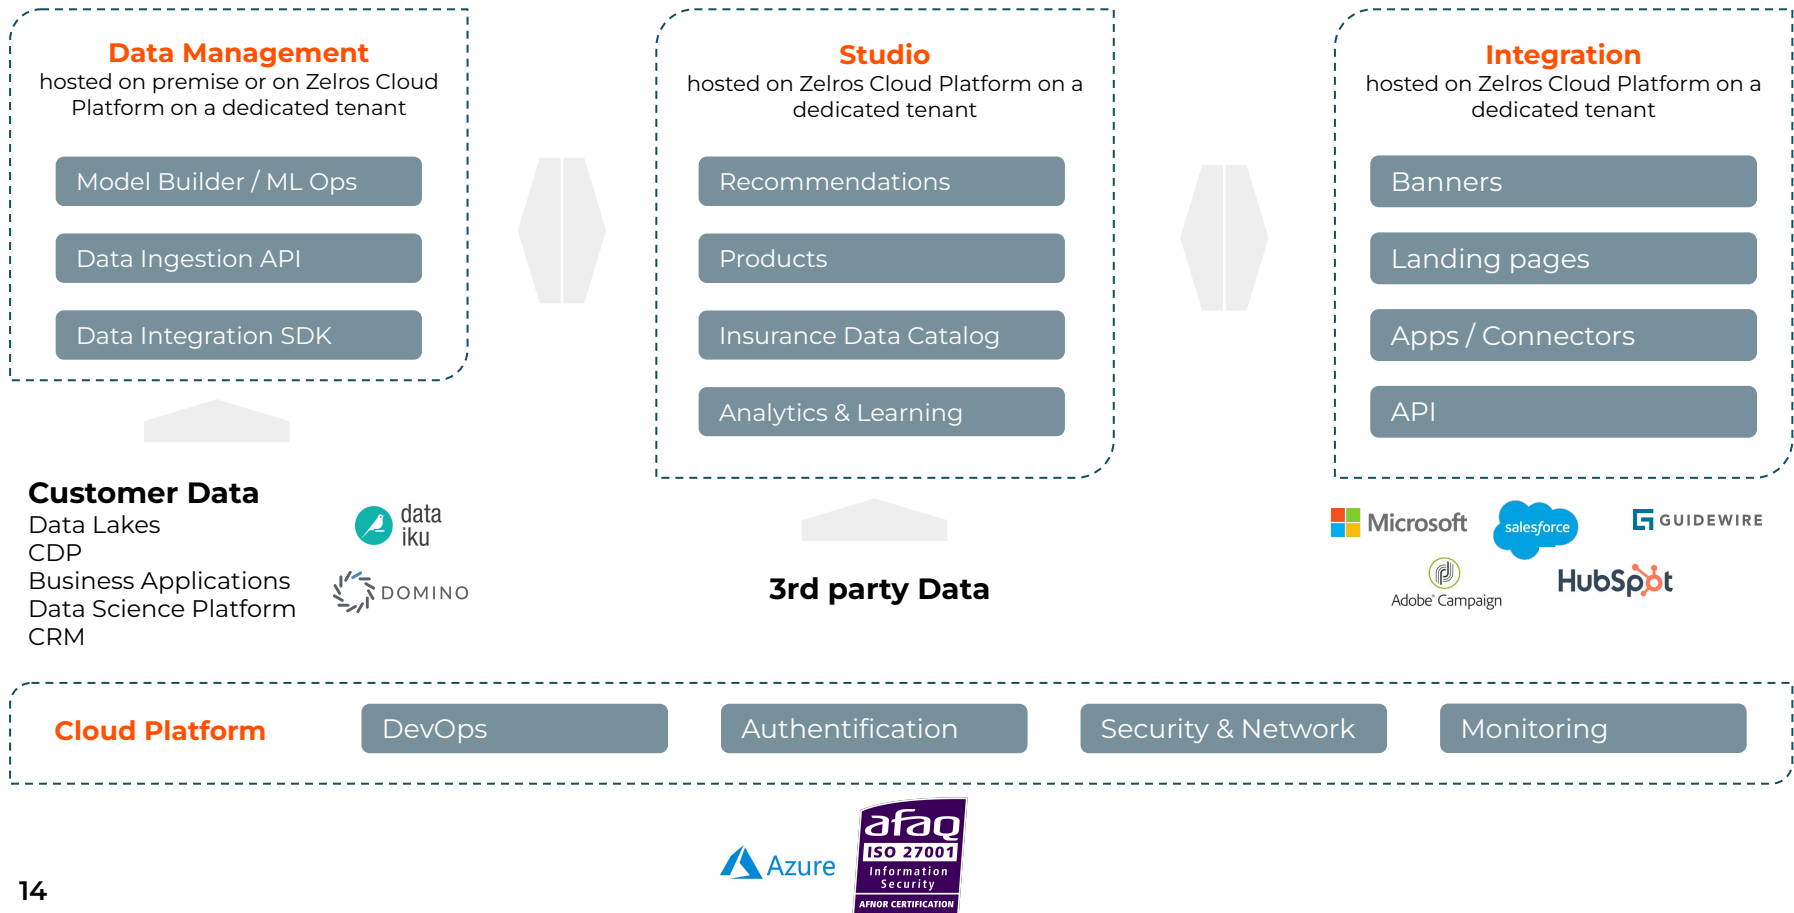 Data Management
hosted on premise or on Zelros Cloud
Platform on a dedicated tenant
Model Builder / ML Ops
Data Ingestion API
Data Integration SDK
Studio
hosted on Zelros Cloud Platform on a
dedicated tenant
Recommendations
Products
Insurance Data Catalog
Analytics & Learning
Integration
hosted on Zelros Cloud Platform on a
dedicated tenant
Banners
Landing pages
Apps / Connectors
API
Customer Data
Data Lakes
CDP
Business Applications
Data Science Platform
CRM
data
iku
DOMINO
3rd party Data
Microsoft
salesforce
GUIDEWIRE
Adobe® Campaign
HubSpot
Cloud Platform
DevOps
Authentification
Security & Network
Monitoring
Azure
afaq
ISO 27001
Information
Security
AFNOR CERTIFICATION
14